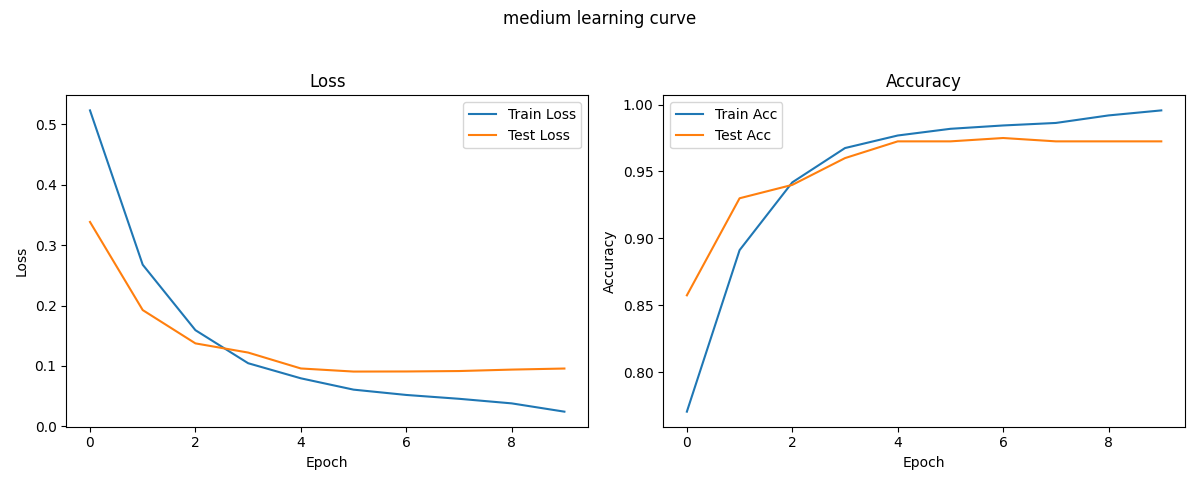 medium learning curve
Loss
Train Loss
Test Loss
0.5
0.4
0.3
0.2
0.1
0.0
Loss
0 2 4 6 8
Epoch
Accuracy
Train Acc
Test Acc
1.00
0.95
0.90
0.85
0.80
Accuracy
0 2 4 6 8
Epoch